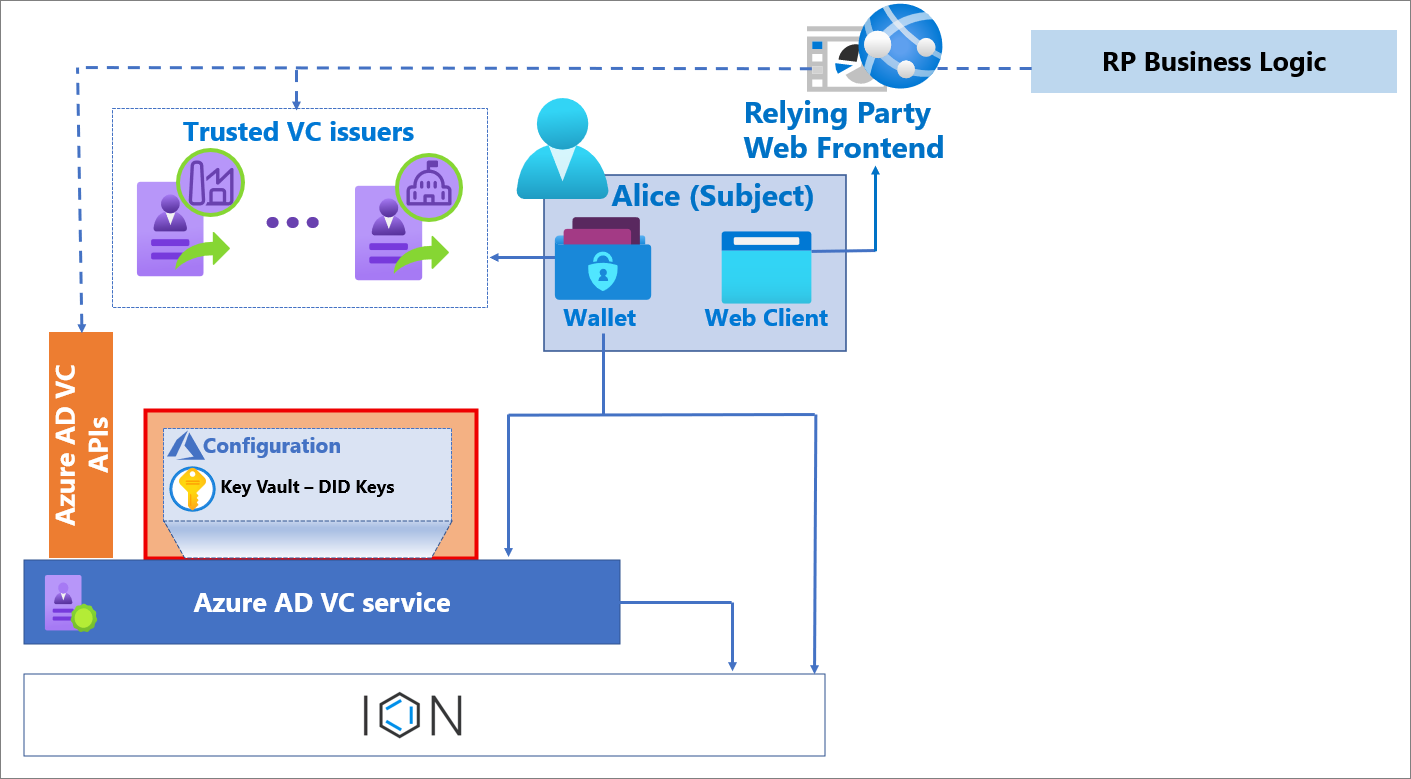 RP Business Logic
Relying Party
Web Frontend
Trusted VC issuers
Alice (Subject)
Wallet
Web Client
Azure AD VC
APIs
Configuration
Key Vault – DID Keys
Azure AD VC service
ION